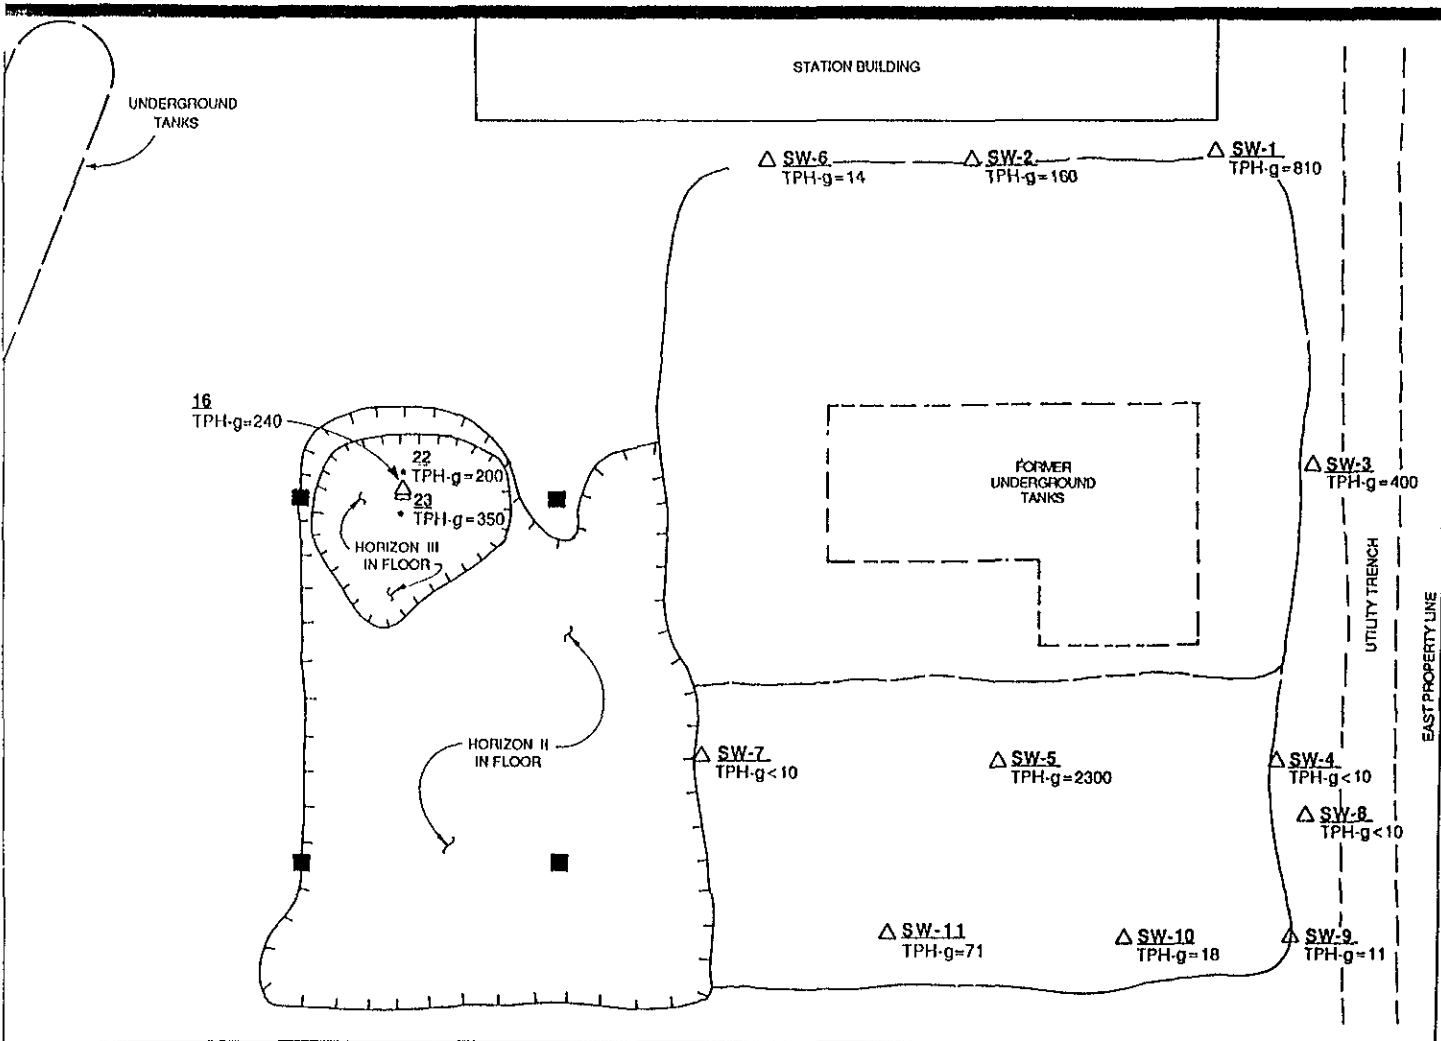 STATION BUILDING
UNDERGROUND
TANKS
SW-6
TPH-g=14
SW-2
TPH-g=160
SW-1
TPH-g=810
16
TPH-g=240
22
TPH-g=200
23
TPH-g=350
HORIZON III
IN FLOOR
FORMER
UNDERGROUND
TANKS
SW-3
TPH-g=400
UTILITY TRENCH
EAST PROPERTY LINE
HORIZON II
IN FLOOR
SW-7
TPH-g<10
SW-5
TPH-g=2300
SW-4
TPH-g<10
SW-8
TPH-g<10
SW-11
TPH-g=71
SW-10
TPH-g=18
SW-9
TPH-g=11